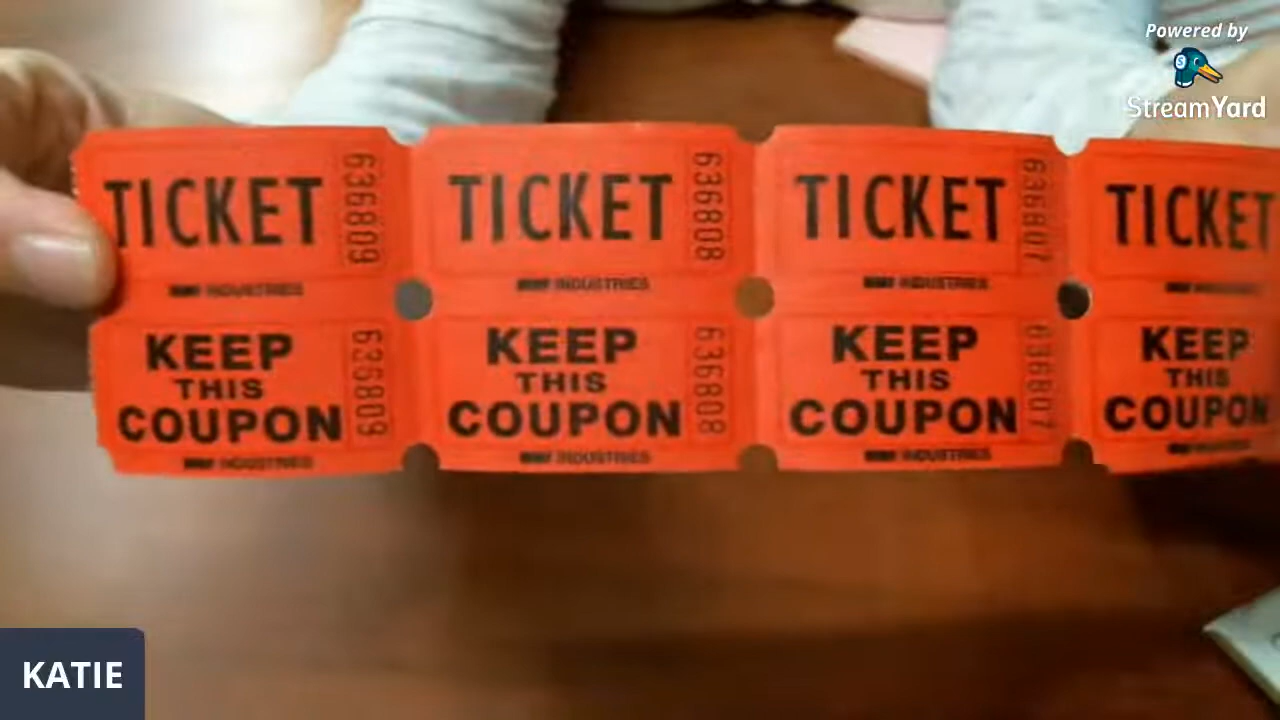 Powered by
StreamYard
TICKET 636809
TICKET 636808
TICKET 636807
TICKET
INDUSTRIES
INDUSTRIES
INDUSTRIES
KEEP THIS COUPON 636809
KEEP THIS COUPON 636808
KEEP THIS COUPON 636807
KEEP THIS COUPON
INDUSTRIES
INDUSTRIES
INDUSTRIES
KATIE